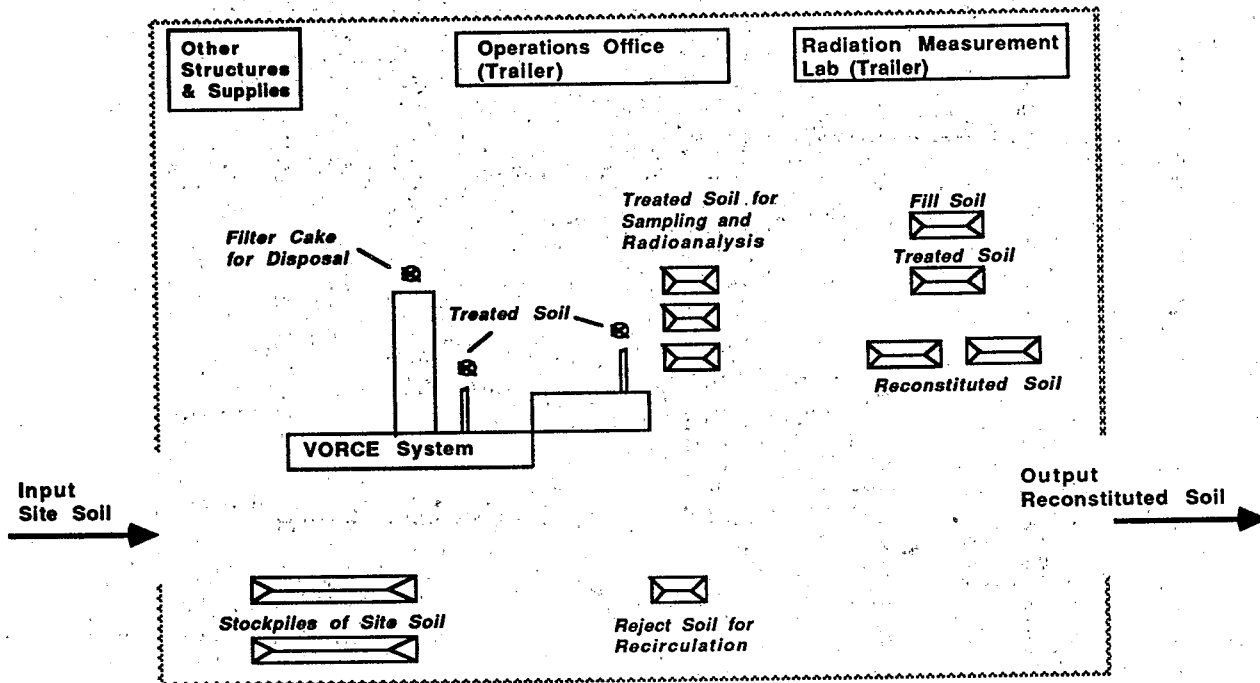 Other
Structures
& Supplies
Operations Office
(Trailer)
Radiation Measurement
Lab (Trailer)
Treated Soil for
Sampling and
Radioanalysis
Fill Soil
Filter Cake
for Disposal
Treated Soil
Treated Soil
Reconstituted Soil
VORCE System
Input
Site Soil
Output
Reconstituted Soil
Stockpiles of Site Soil
Reject Soil for
Recirculation